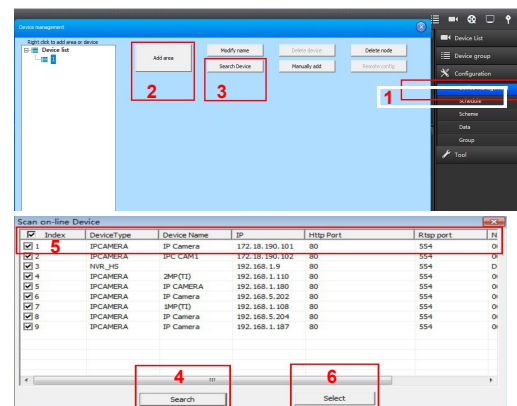 Device management
Right click to add area or device
Device list
1
Add area
Modify name
Delete device
Delete node
Search Device
Manually add
Remote config
2
3
Device List
Device group
Configuration
1
Schedule
Scheme
Data
Group
Tool
Scan on-line Device
Index DeviceType Device Name IP Http Port Rtsp port N
1 5 IPCAMERA IP Camera 172.18.190.101 80 554
2 IPCAMERA IPC CAM1 172.18.190.102 80 554
3 NVR_HS 192.168.1.9 80 554 D
4 IPCAMERA 2MP(TI) 192.168.1.110 80 554
5 IPCAMERA IP CAMERA 192.168.1.180 80 554
6 IPCAMERA IP Camera 192.168.5.202 80 554
7 IPCAMERA 1MP(TI) 192.168.1.108 80 554
8 IPCAMERA IP Camera 192.168.5.204 80 554
9 IPCAMERA IP Camera 192.168.1.187 80 554
4 6
Search Select